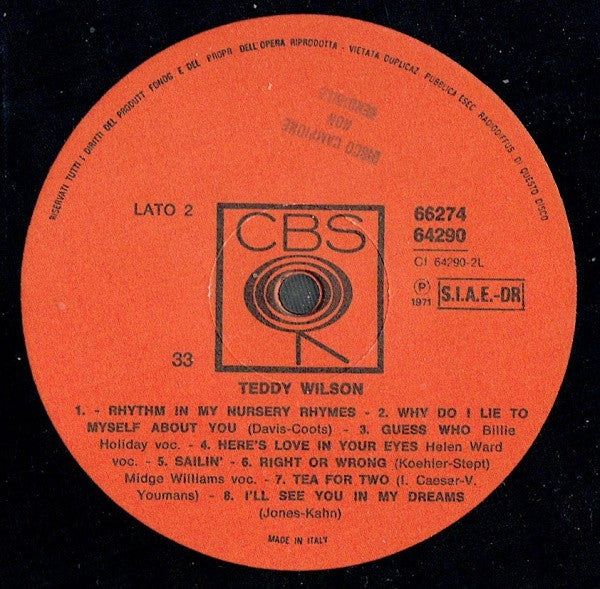 RISERVATI TUTTI I DIRITTI DEL PRODUTT FONOG E DEL PROPR DELL'OPERA RIPRODOTTA - VIETATA DUPLICAZ PUBBLICA ESEC RADIODIFFUS DI QUESTO DISCO
DISCO CAMPIONE
NON
VENDIBILE
LATO 2
CBS
66274
64290
CI 64290-2L
P
1971
S.I.A.E.-DR
33
TEDDY WILSON
1. - RHYTHM IN MY NURSERY RHYMES - 2. WHY DO I LIE TO
MYSELF ABOUT YOU (Davis-Coots) - 3. GUESS WHO Billie
Holiday voc. - 4. HERE'S LOVE IN YOUR EYES Helen Ward
voc. - 5. SAILIN' - 6. RIGHT OR WRONG (Koehler-Stept)
Midge Williams voc. - 7. TEA FOR TWO (I. Caesar-V.
Youmans) - 8. I'LL SEE YOU IN MY DREAMS
(Jones-Kahn)
MADE IN ITALY